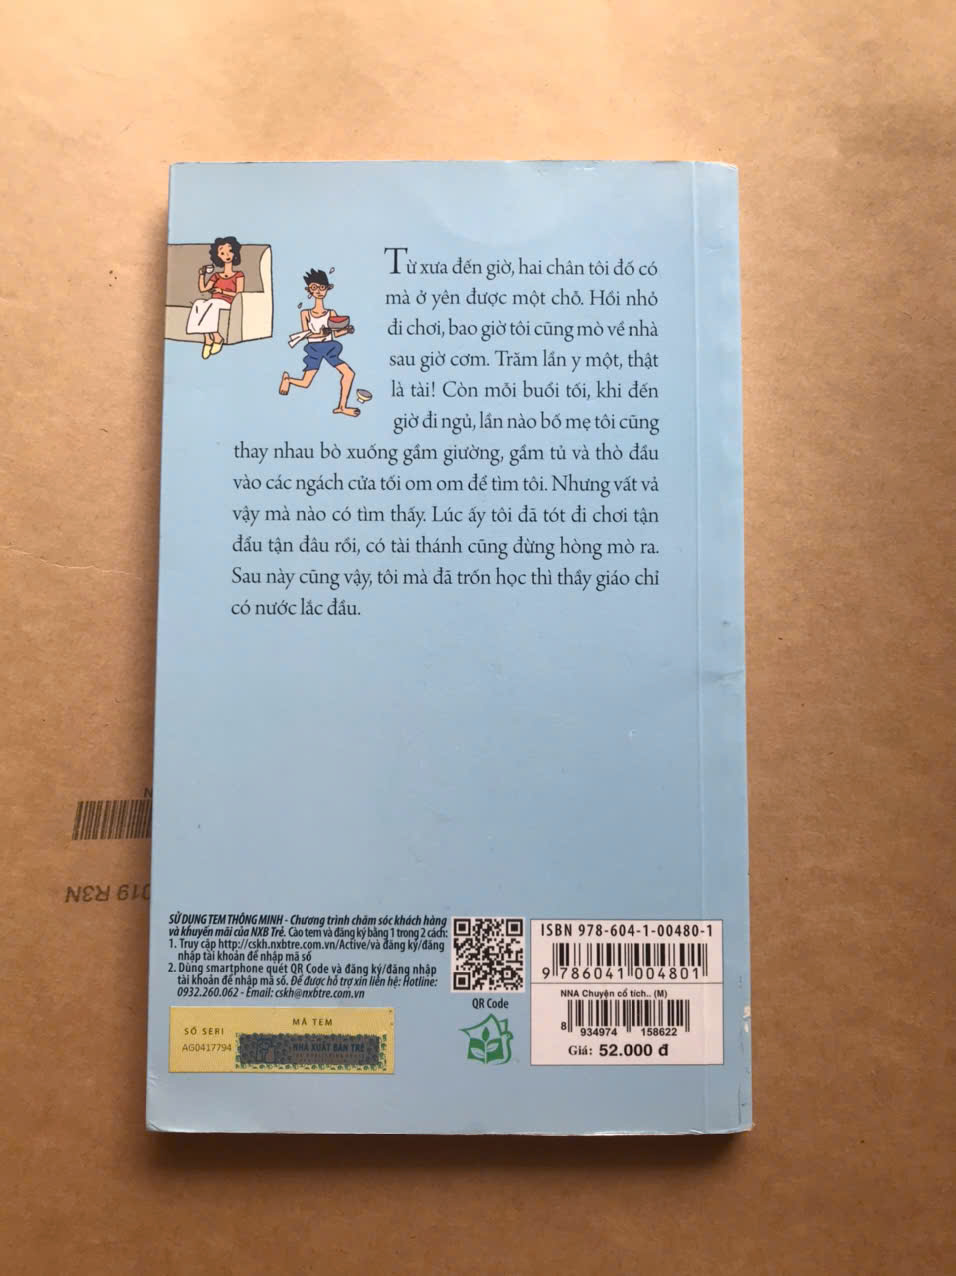 Từ xưa đến giờ, hai chân tôi đố có
mà ở yên được một chỗ. Hồi nhỏ
đi chơi, bao giờ tôi cũng mò về nhà
sau giờ cơm. Trăm lần y một, thật
là tài! Còn mỗi buổi tối, khi đến
giờ đi ngủ, lần nào bố mẹ tôi cũng
thay nhau bò xuống gầm giường, gầm tủ và thò đầu
vào các ngách cửa tối om om để tìm tôi. Nhưng vất vả
vậy mà nào có tìm thấy. Lúc ấy tôi đã tót đi chơi tận
đẩu tận đâu rồi, có tài thánh cũng đừng hòng mò ra.
Sau này cũng vậy, tôi mà đã trốn học thì thầy giáo chỉ
có nước lắc đầu.
019 R3N
SỬ DỤNG TEM THÔNG MINH - Chương trình chăm sóc khách hàng
và khuyến mãi của NXB Trẻ. Cào tem và đăng ký bằng 1 trong 2 cách:
1. Truy cập http://cskh.nxbtre.com.vn/Active/và đăng ký/đăng
nhập tài khoản để nhập mã số
2. Dùng smartphone quét QR Code và đăng ký/đăng nhập
tài khoản để nhập mã số. Để được hỗ trợ xin liên hệ: Hotline:
0932.260.062 - Email: cskh@nxbtre.com.vn
QR Code
SỐ SERI
AG0417794
MÃ TEM
NHÀ XUẤT BẢN TRẺ
ISBN 978-604-1-00480-1
9 786041 004801
NNA Chuyện cổ tích.. (M)
8 934974 158622
Giá: 52.000 đ